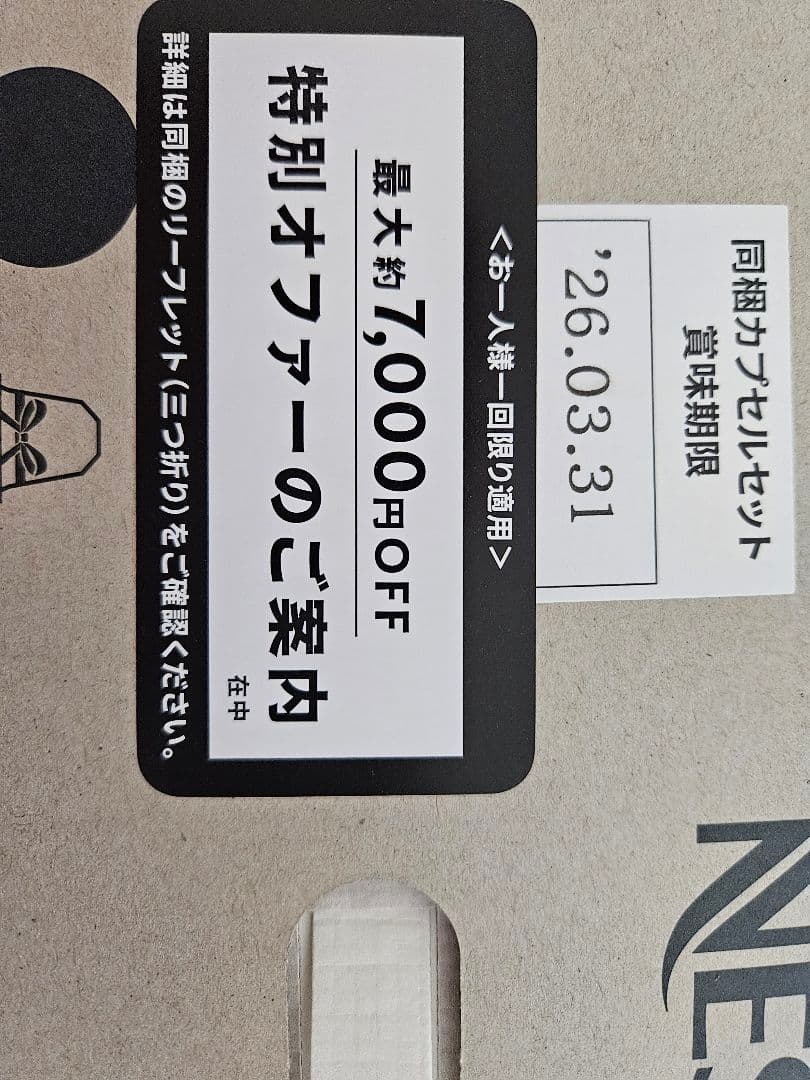 同梱カプセルセット
賞味期限
'26.03.31
<お一人様一回限り適用>
最大約7,000円OFF
特別オファーのご案内
在中
詳細は同梱のリーフレット(三つ折り)をご確認ください。
NES